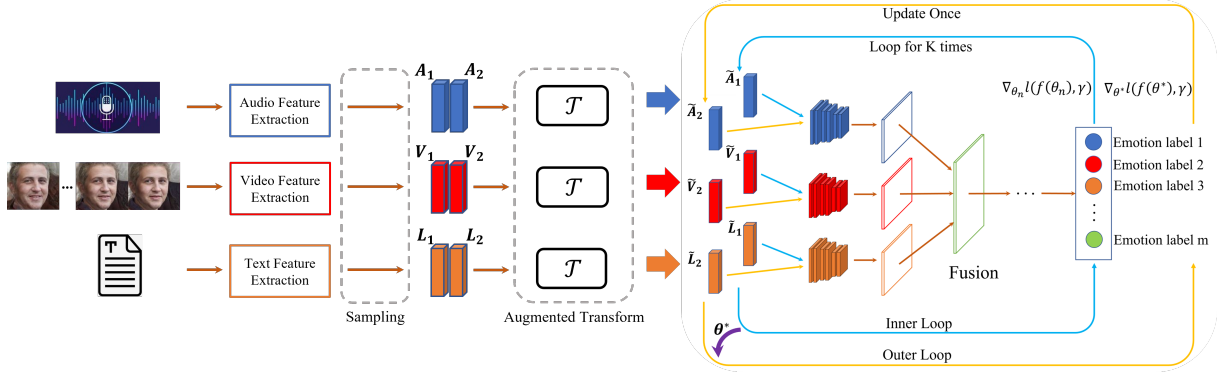 Update Once
Loop for K times
Audio Feature
Extraction
A₁ A₂
𝒯
Ã₁
Ã₂
∇θₙ l(f(θₙ), γ) ∇θ* l(f(θ*), γ)
Emotion label 1
Video Feature
Extraction
...
V₁ V₂
𝒯
Ṽ₁
Ṽ₂
Emotion label 2
Emotion label 3
...
Emotion label m
T
Text Feature
Extraction
L₁ L₂
𝒯
L̃₁
L̃₂
Fusion
Sampling
Augmented Transform
θ*
Inner Loop
Outer Loop